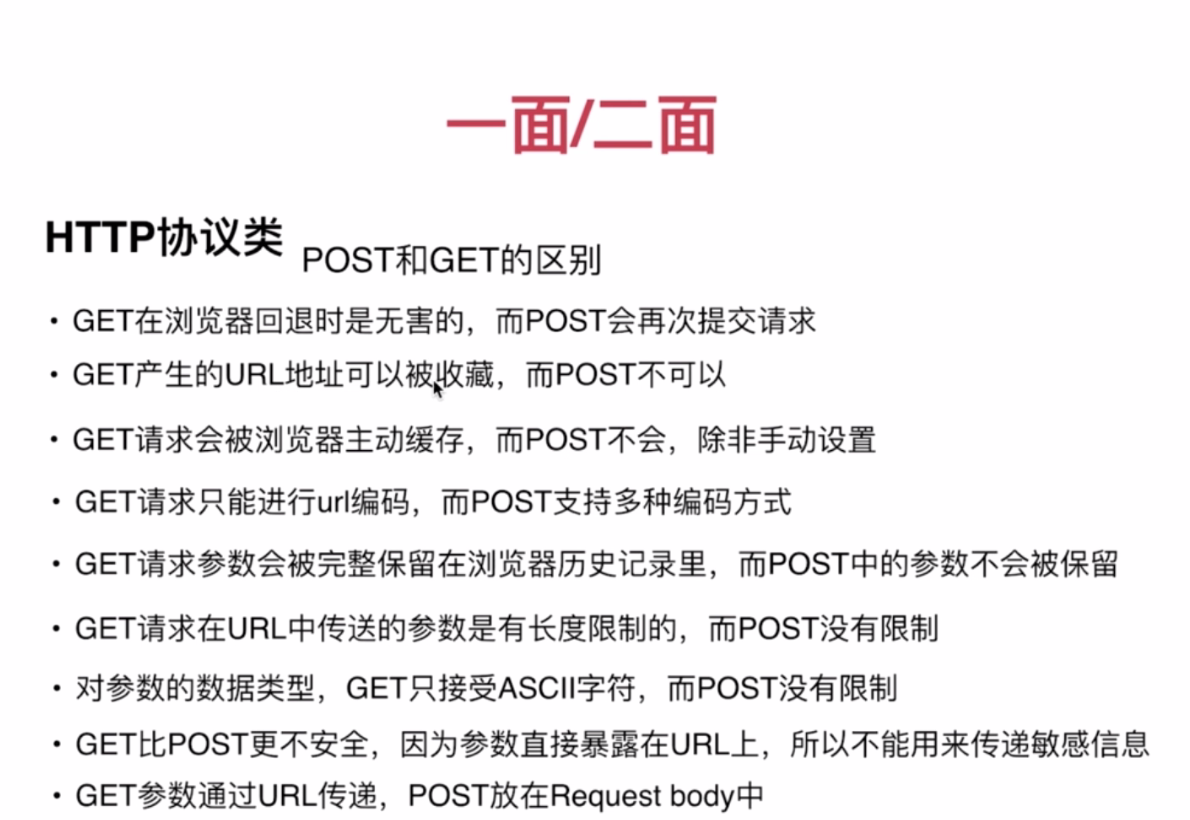 一面/二面
HTTP协议类
POST和GET的区别
• GET在浏览器回退时是无害的，而POST会再次提交请求
• GET产生的URL地址可以被收藏，而POST不可以
• GET请求会被浏览器主动缓存，而POST不会，除非手动设置
• GET请求只能进行url编码，而POST支持多种编码方式
• GET请求参数会被完整保留在浏览器历史记录里，而POST中的参数不会被保留
• GET请求在URL中传送的参数是有长度限制的，而POST没有限制
• 对参数的数据类型，GET只接受ASCII字符，而POST没有限制
• GET比POST更不安全，因为参数直接暴露在URL上，所以不能用来传递敏感信息
• GET参数通过URL传递，POST放在Request body中